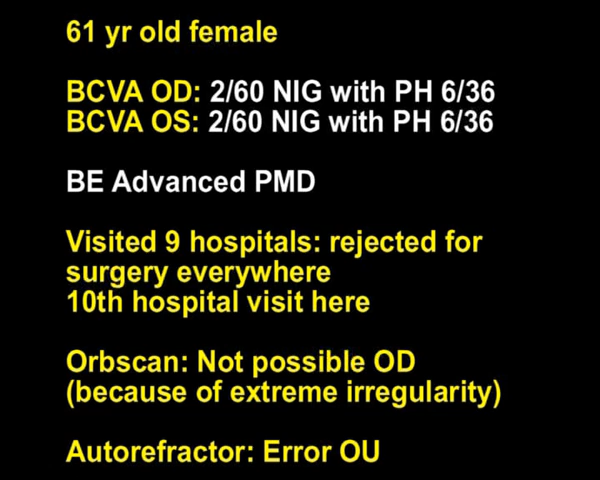 61 yr old female
BCVA OD: 2/60 NIG with PH 6/36
BCVA OS: 2/60 NIG with PH 6/36
BE Advanced PMD
Visited 9 hospitals: rejected for
surgery everywhere
10th hospital visit here
Orbscan: Not possible OD
(because of extreme irregularity)
Autorefractor: Error OU